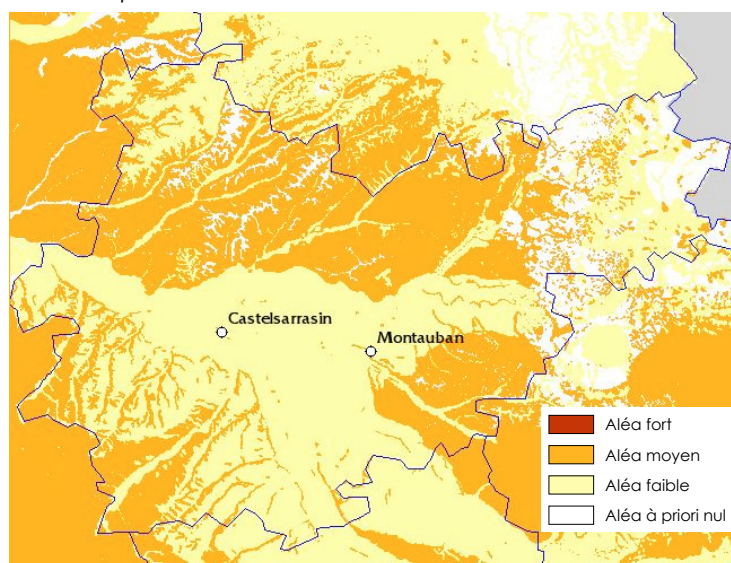 Castelsarrasin
Montauban
Aléa fort
Aléa moyen
Aléa faible
Aléa à priori nul